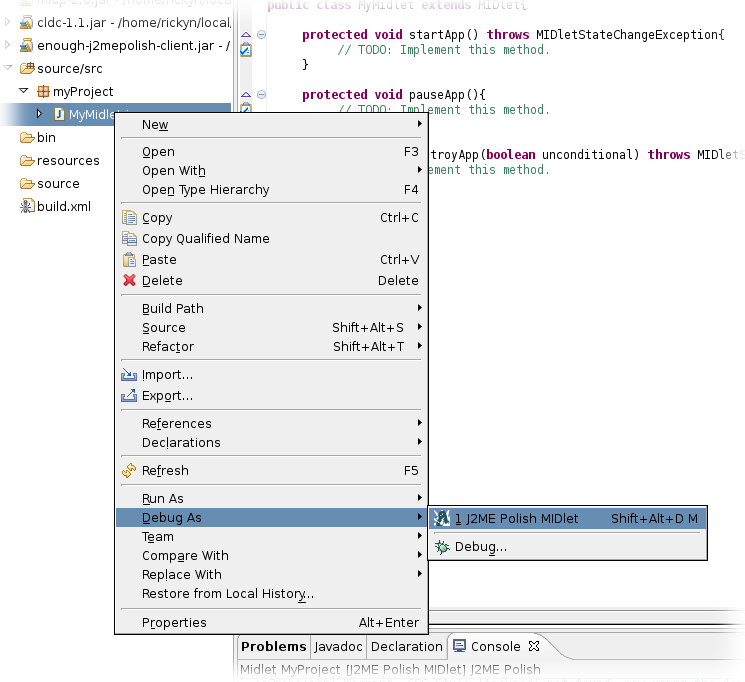 midp-2.0.jar - /home/rickyn/local/
cldc-1.1.jar - /home/rickyn/local,
enough-j2mepolish-client.jar - /
source/src
myProject
MyMidlet
bin
resources
source
build.xml
public class MyMidlet extends MIDlet{
protected void startApp() throws MIDletStateChangeException{
// TODO: Implement this method.
}
protected void pauseApp(){
// TODO: Implement this method.
troyApp(boolean unconditional) throws MIDletS
ement this method.
New
Open F3
Open With
Open Type Hierarchy F4
Copy Ctrl+C
Copy Qualified Name
Paste Ctrl+V
Delete Delete
Build Path
Source Shift+Alt+S
Refactor Shift+Alt+T
Import...
Export...
References
Declarations
Refresh F5
Run As
Debug As
Team
Compare With
Replace With
Restore from Local History...
Properties Alt+Enter
1 J2ME Polish MIDlet Shift+Alt+D M
Debug...
Problems Javadoc Declaration Console
Midlet MyProject [J2ME Polish MIDlet] J2ME Polish